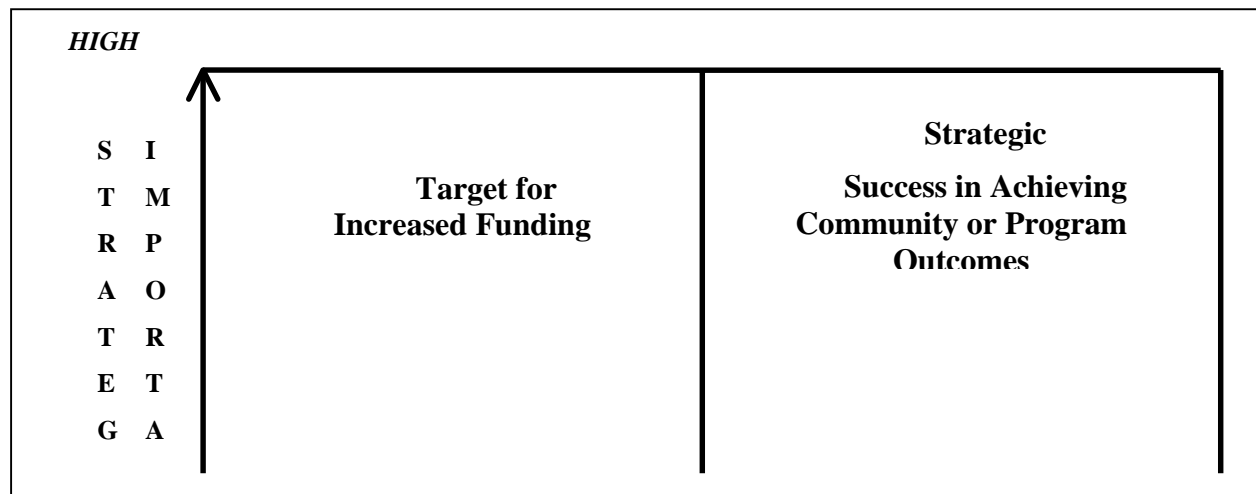 HIGH
S I
T M
R P
A O
T R
E T
G A
Target for
Increased Funding
Strategic
Success in Achieving
Community or Program
Outcomes